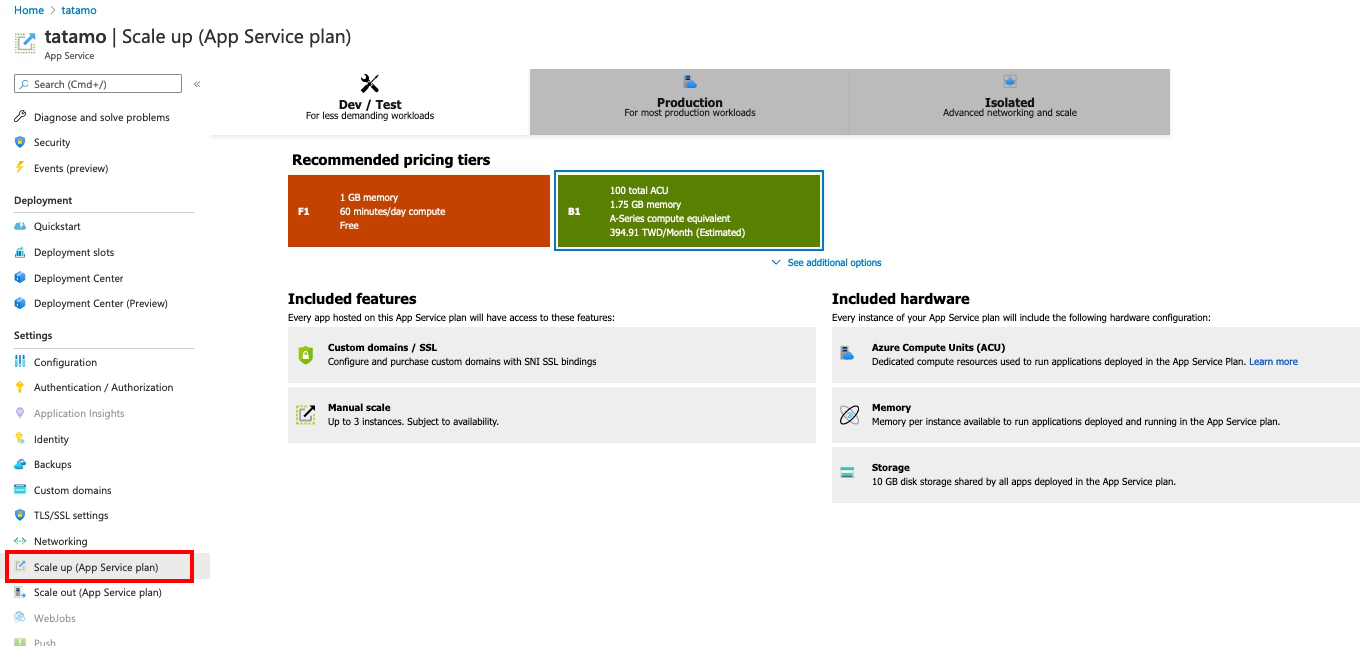 Home > tatamo
tatamo | Scale up (App Service plan)
App Service
Search (Cmd+/)
«
Diagnose and solve problems
Security
Events (preview)
Deployment
Quickstart
Deployment slots
Deployment Center
Deployment Center (Preview)
Settings
Configuration
Authentication / Authorization
Application Insights
Identity
Backups
Custom domains
TLS/SSL settings
Networking
Scale up (App Service plan)
Scale out (App Service plan)
WebJobs
Push
Dev / Test
For less demanding workloads
Production
For most production workloads
Isolated
Advanced networking and scale
Recommended pricing tiers
F1
1 GB memory
60 minutes/day compute
Free
B1
100 total ACU
1.75 GB memory
A-Series compute equivalent
394.91 TWD/Month (Estimated)
See additional options
Included features
Every app hosted on this App Service plan will have access to these features:
Custom domains / SSL
Configure and purchase custom domains with SNI SSL bindings
Manual scale
Up to 3 instances. Subject to availability.
Included hardware
Every instance of your App Service plan will include the following hardware configuration:
Azure Compute Units (ACU)
Dedicated compute resources used to run applications deployed in the App Service Plan. Learn more
Memory
Memory per instance available to run applications deployed and running in the App Service plan.
Storage
10 GB disk storage shared by all apps deployed in the App Service plan.